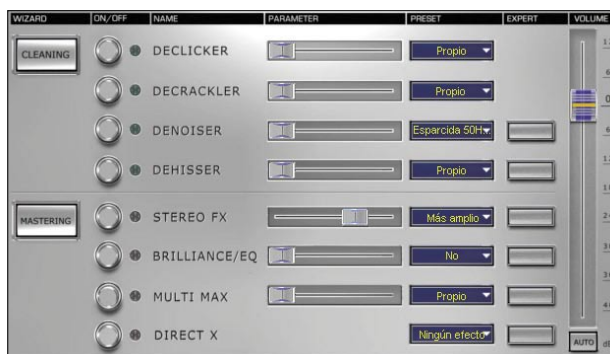 WIZARD ON/OFF NAME PARAMETER PRESET EXPERT VOLUME
CLEANING DECLICKER Propio
DECRACKLER Propio
DENOISER Esparcida 50H
DEHISSER Propio
MASTERING STEREO FX Más amplio
BRILLIANCE/EQ No
MULTI MAX Propio
DIRECT X Ningún efecto
AUTO